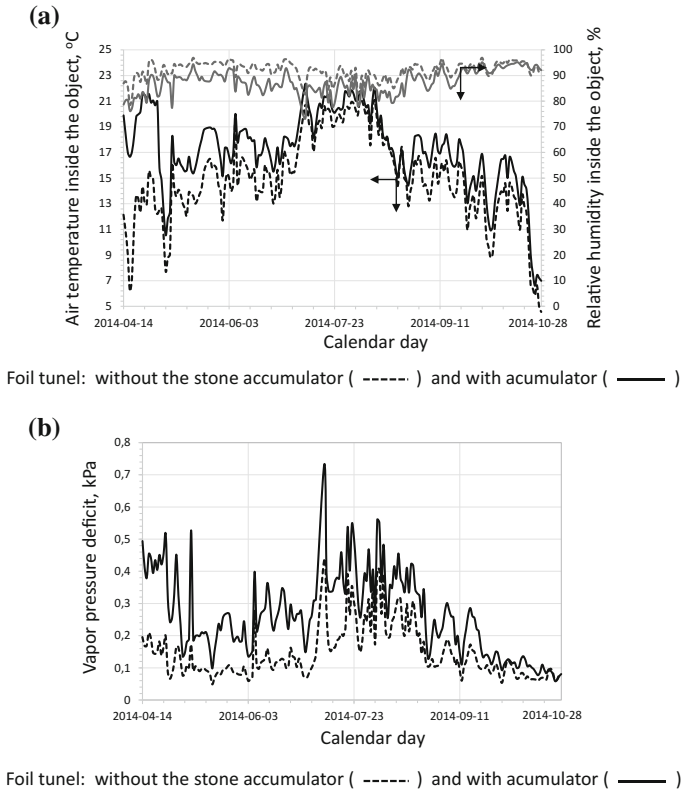 (a)
Air temperature inside the object, ºC
25
23
21
19
17
15
13
11
9
7
5
Relative humidity inside the object, %
100
90
80
70
60
50
40
30
20
10
0
2014-04-14 2014-06-03 2014-07-23 2014-09-11 2014-10-28
Calendar day
Foil tunel: without the stone accumulator ( ------ ) and with acumulator ( —— )
(b)
Vapor pressure deficit, kPa
0,8
0,7
0,6
0,5
0,4
0,3
0,2
0,1
0
2014-04-14 2014-06-03 2014-07-23 2014-09-11 2014-10-28
Calendar day
Foil tunel: without the stone accumulator ( ------ ) and with acumulator ( —— )